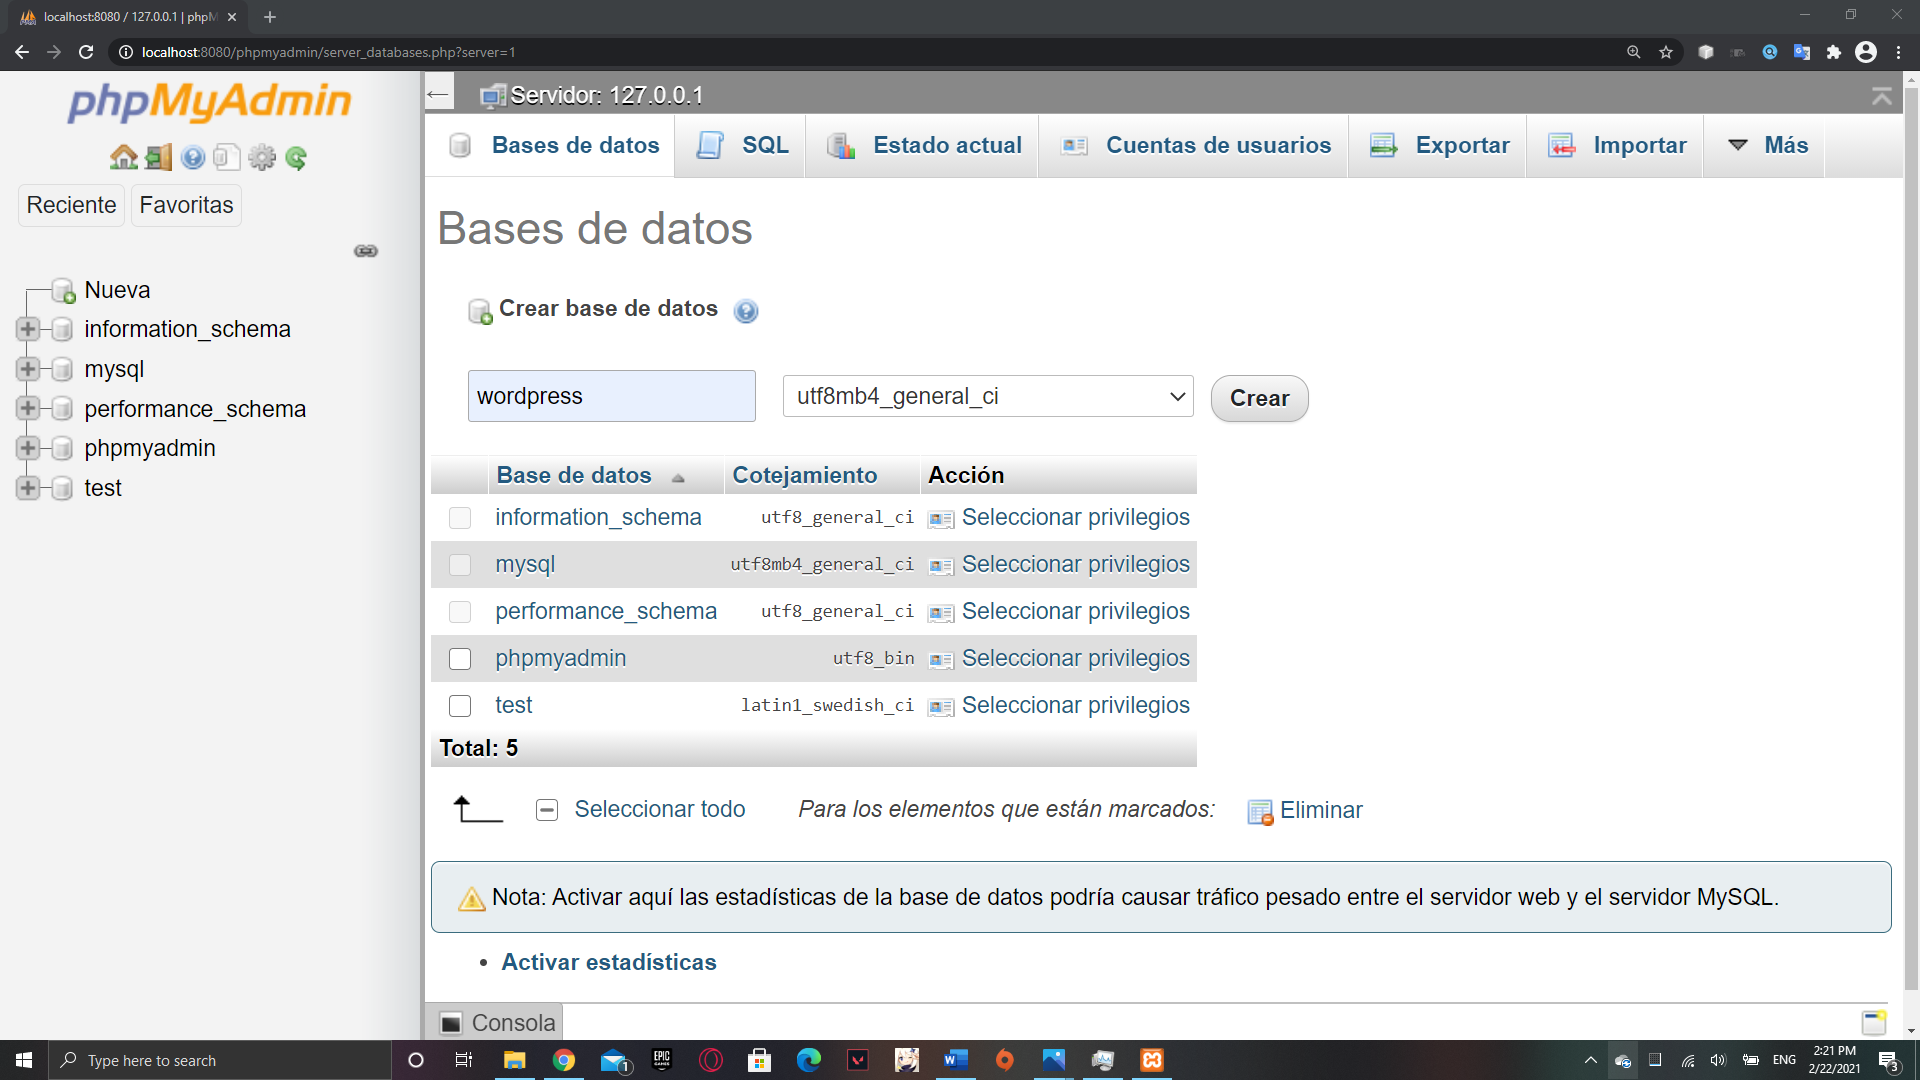 localhost:8080 / 127.0.0.1 | phpM
localhost:8080/phpmyadmin/server_databases.php?server=1
phpMyAdmin
Reciente
Favoritas
Nueva
information_schema
mysql
performance_schema
phpmyadmin
test
Servidor: 127.0.0.1
Bases de datos
SQL
Estado actual
Cuentas de usuarios
Exportar
Importar
Más
Bases de datos
Crear base de datos
wordpress
utf8mb4_general_ci
Crear
Base de datos Cotejamiento Acción
information_schema utf8_general_ci Seleccionar privilegios
mysql utf8mb4_general_ci Seleccionar privilegios
performance_schema utf8_general_ci Seleccionar privilegios
phpmyadmin utf8_bin Seleccionar privilegios
test latin1_swedish_ci Seleccionar privilegios
Total: 5
Seleccionar todo Para los elementos que están marcados: Eliminar
Nota: Activar aquí las estadísticas de la base de datos podría causar tráfico pesado entre el servidor web y el servidor MySQL.
• Activar estadísticas
Consola
Type here to search
1
EPIC GAMES
W
ENG
2:21 PM
2/22/2021
3